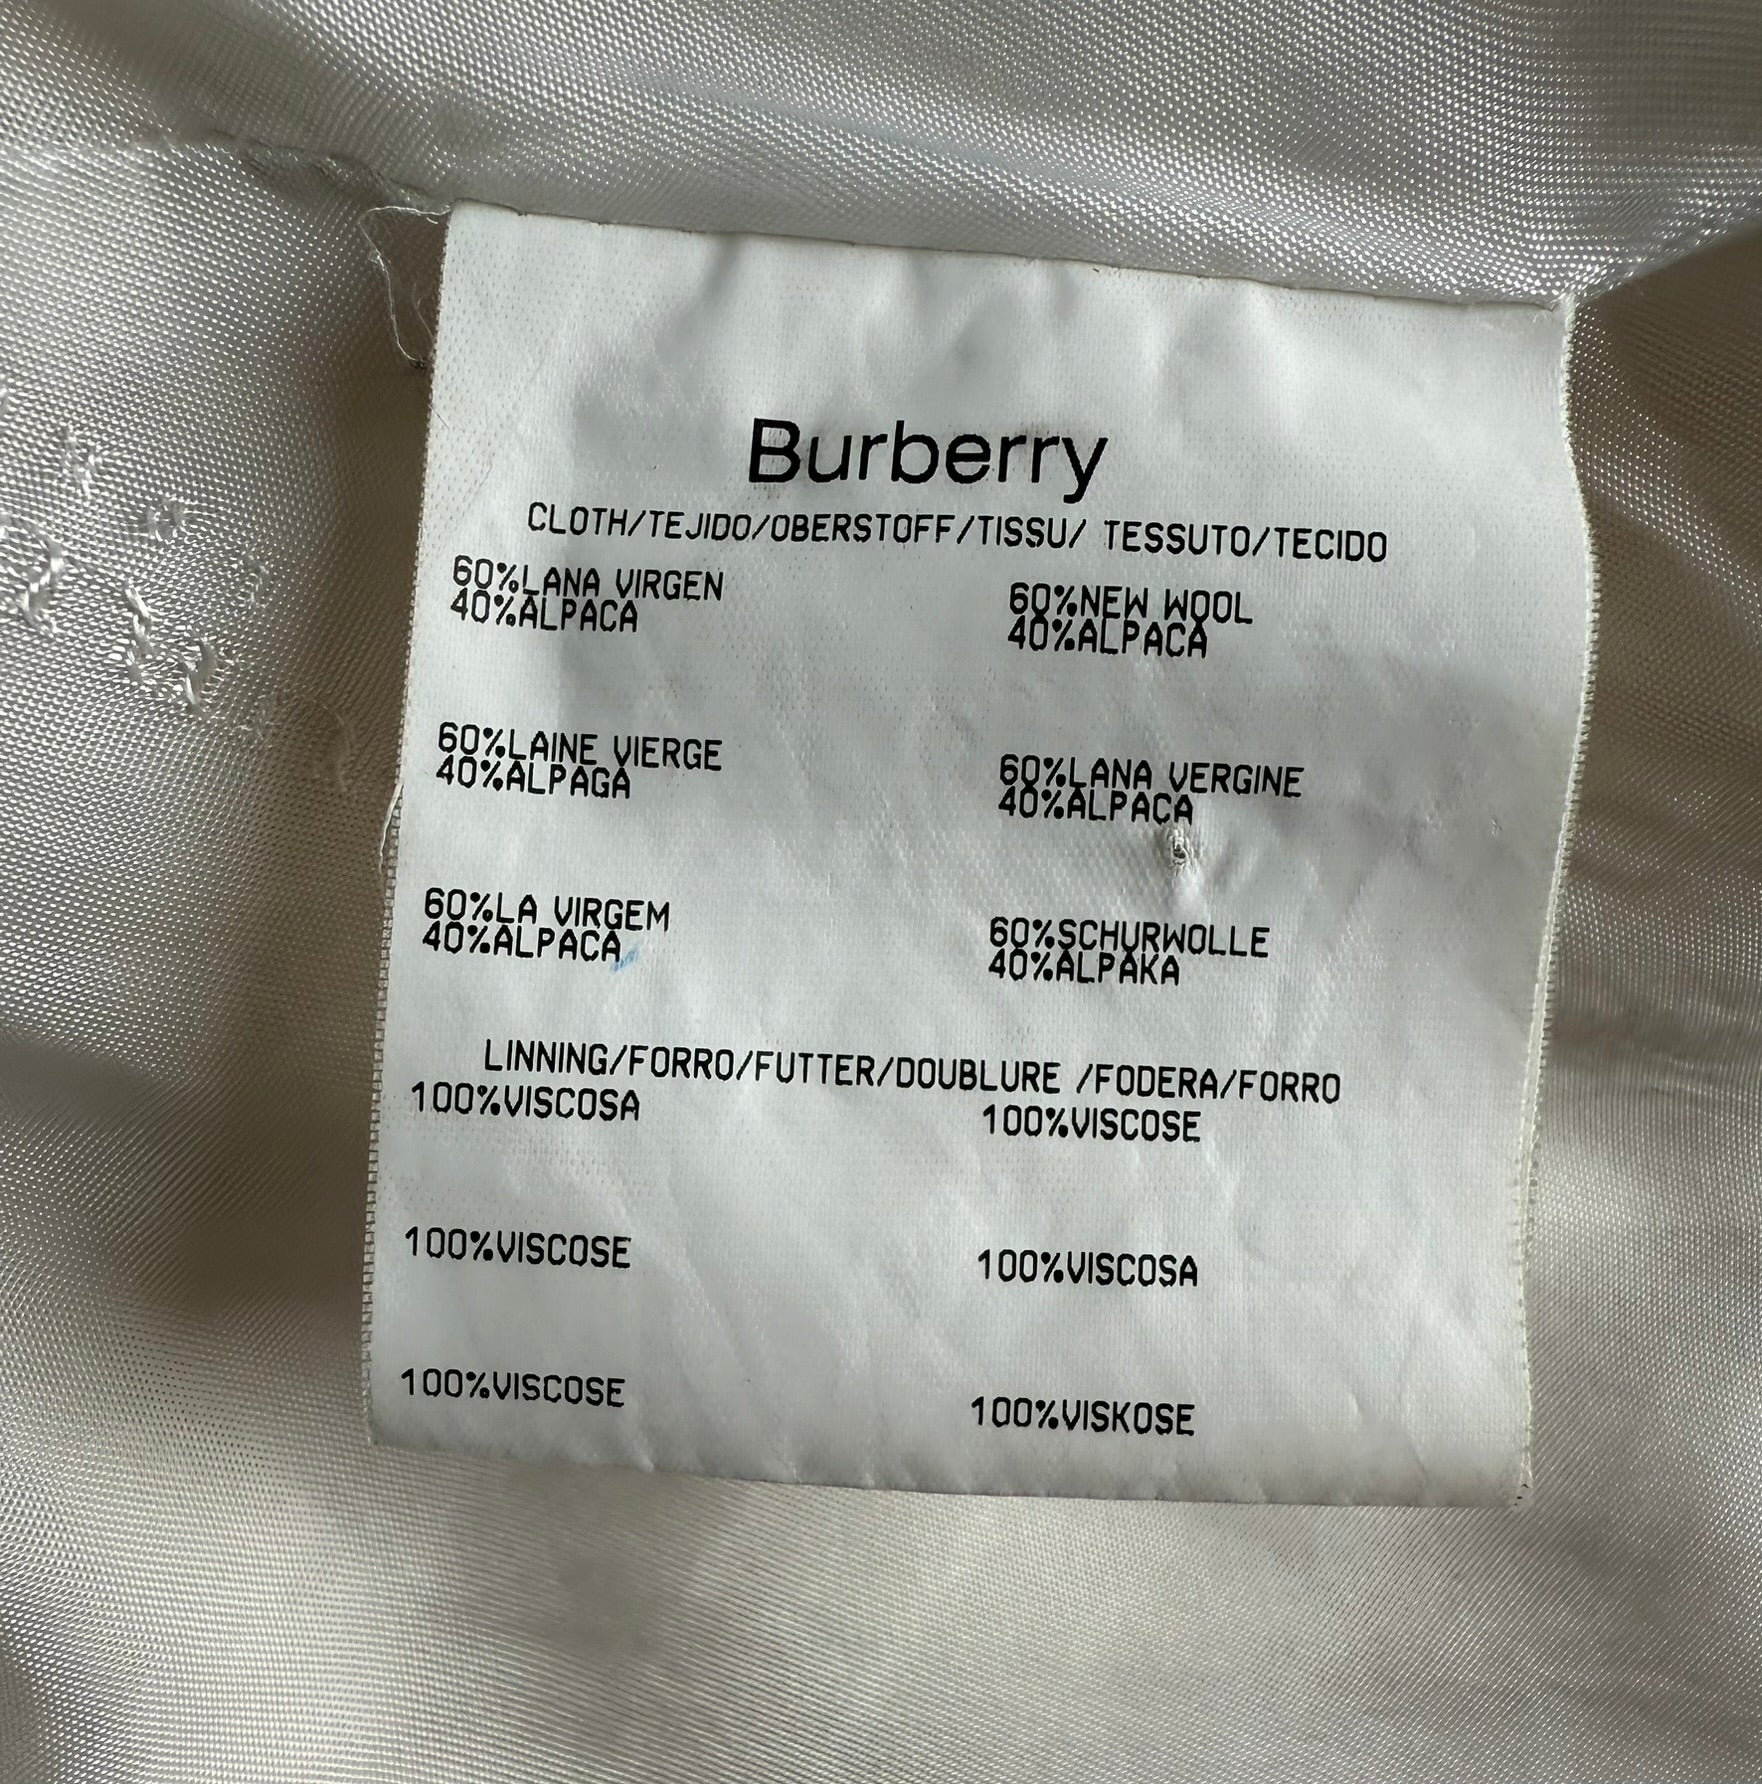 Burberry
CLOTH/TEJIDO/OBERSTOFF/TISSU/ TESSUTO/TECIDO
60%LANA VIRGEN
40%ALPACA
60%NEW WOOL
40%ALPACA
60%LAINE VIERGE
40%ALPAGA
60%LANA VERGINE
40%ALPACA
60%LA VIRGEM
40%ALPACA
60%SCHURWOLLE
40%ALPAKA
LINNING/FORRO/FUTTER/DOUBLURE /FODERA/FORRO
100%VISCOSA
100%VISCOSE
100%VISCOSE
100%VISCOSA
100%VISCOSE
100%VISKOSE